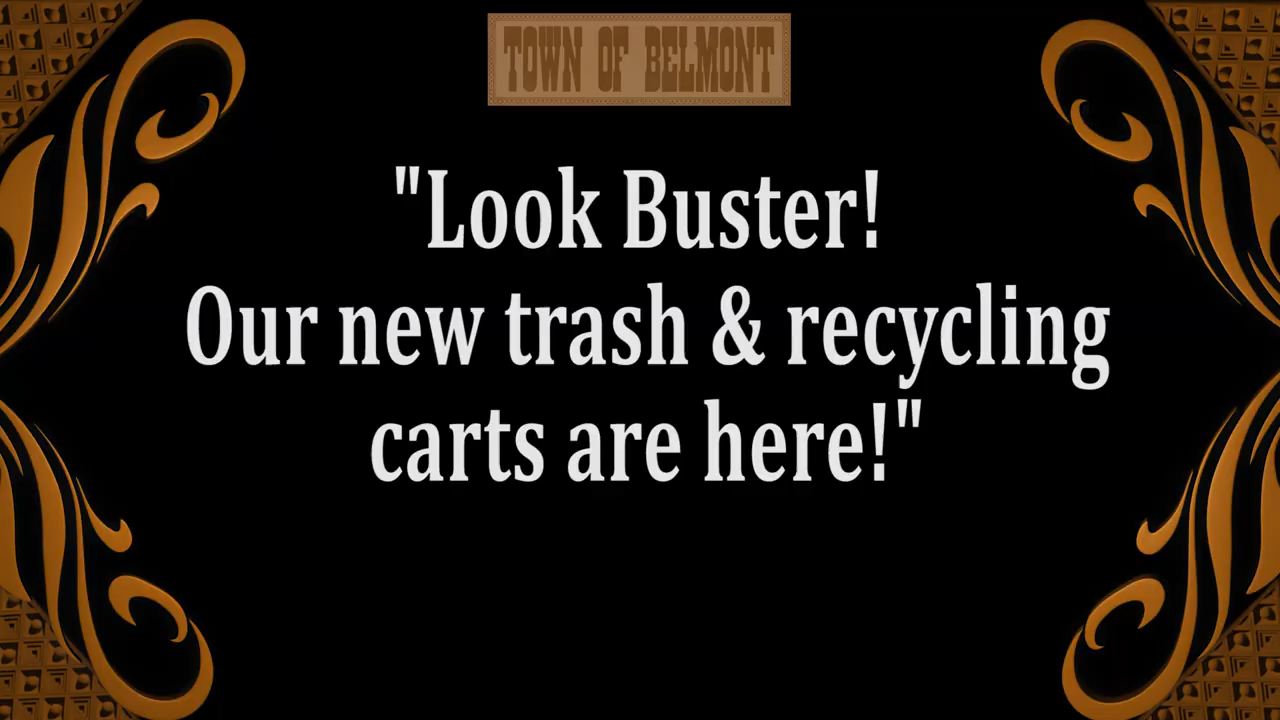 TOWN OF BELMONT
"Look Buster!
Our new trash & recycling
carts are here!"